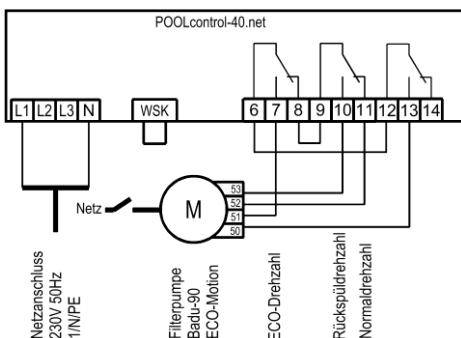 POOLcontrol-40.net
L1 L2 L3 N WSK 6 7 8 9 10 11 12 13 14
53
52
51
50
Netz
M
Netzanschluss
230V 50Hz
1/N/PE
Filterpumpe
Badu-90
ECO-Motion
ECO-Drehzahl
Rückspüldrehzahl
Normaldrehzahl